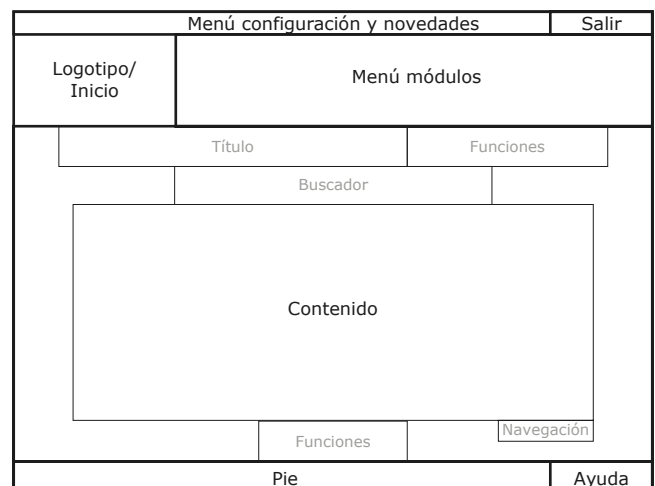 Menú configuración y novedades
Salir
Logotipo/
Inicio
Menú módulos
Título
Funciones
Buscador
Contenido
Funciones
Navegación
Pie
Ayuda